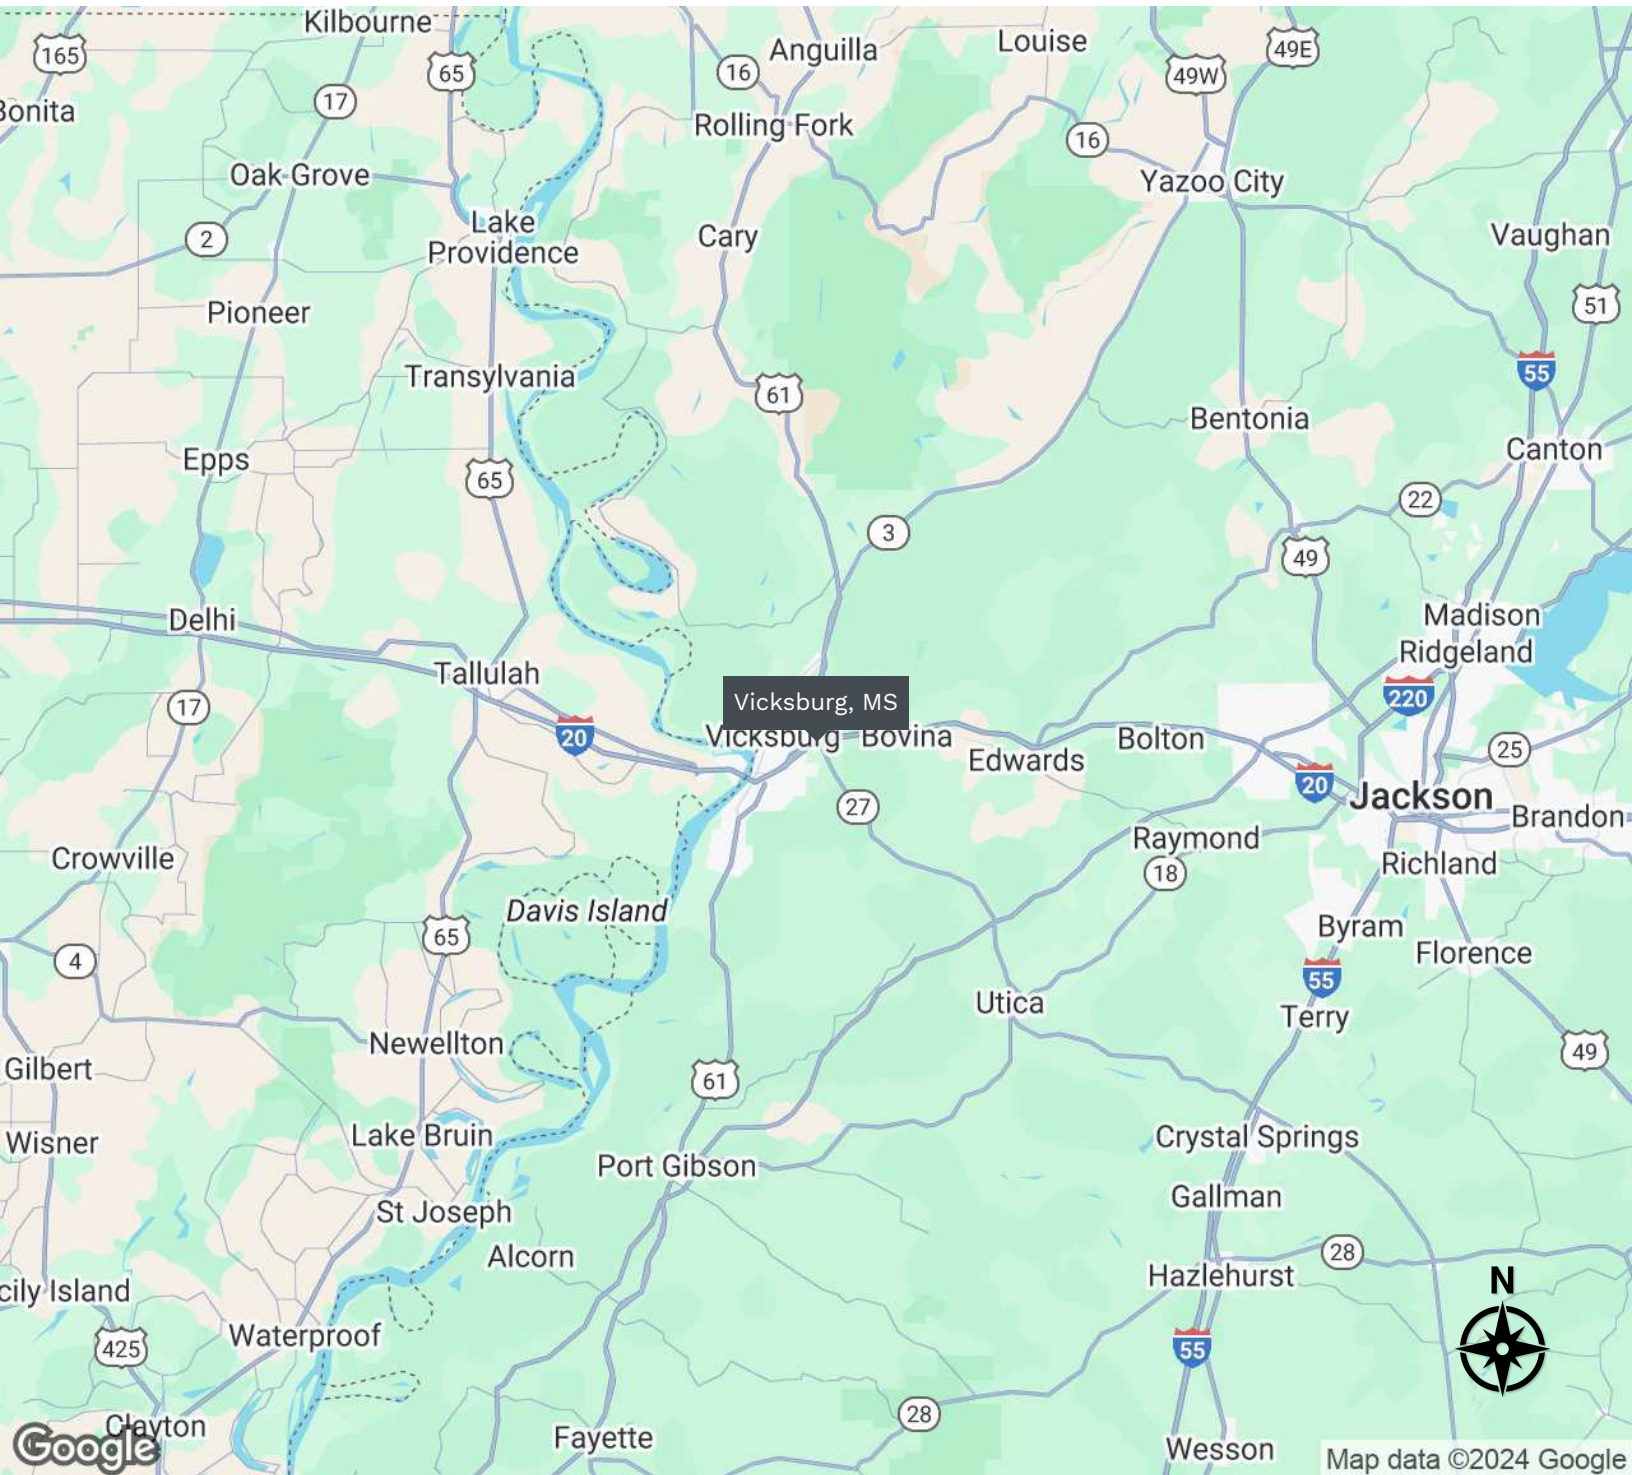 Kilbourne
165
65
Anguilla
Louise
49E
16
49W
Bonita
17
Rolling Fork
16
Oak Grove
Yazoo City
Lake
Providence
2
Cary
Vaughan
Pioneer
51
Transylvania
55
61
Bentonia
Epps
Canton
65
22
3
49
Delhi
Madison
Ridgeland
Tallulah
220
17
Vicksburg, MS
20
Vicksburg
Bovina
Edwards
Bolton
25
20
Jackson
27
Brandon
Raymond
Crowville
18
Richland
Davis Island
65
Byram
4
Florence
55
Utica
Terry
Newellton
49
Gilbert
61
Lake Bruin
Crystal Springs
Wisner
Port Gibson
Gallman
St Joseph
Alcorn
28
Hazlehurst
N
cily Island
Waterproof
425
55
28
Clayton
Google
Fayette
Wesson
Map data ©2024 Google